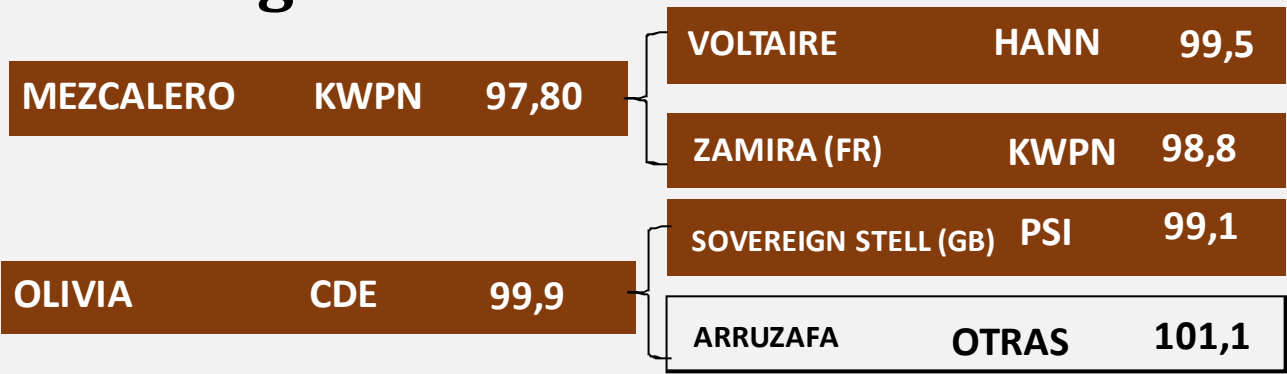 VOLTAIRE HANN 99,5
MEZCALERO KWPN 97,80
ZAMIRA (FR) KWPN 98,8
SOVEREIGN STELL (GB) PSI 99,1
OLIVIA CDE 99,9
ARRUZAFA OTRAS 101,1